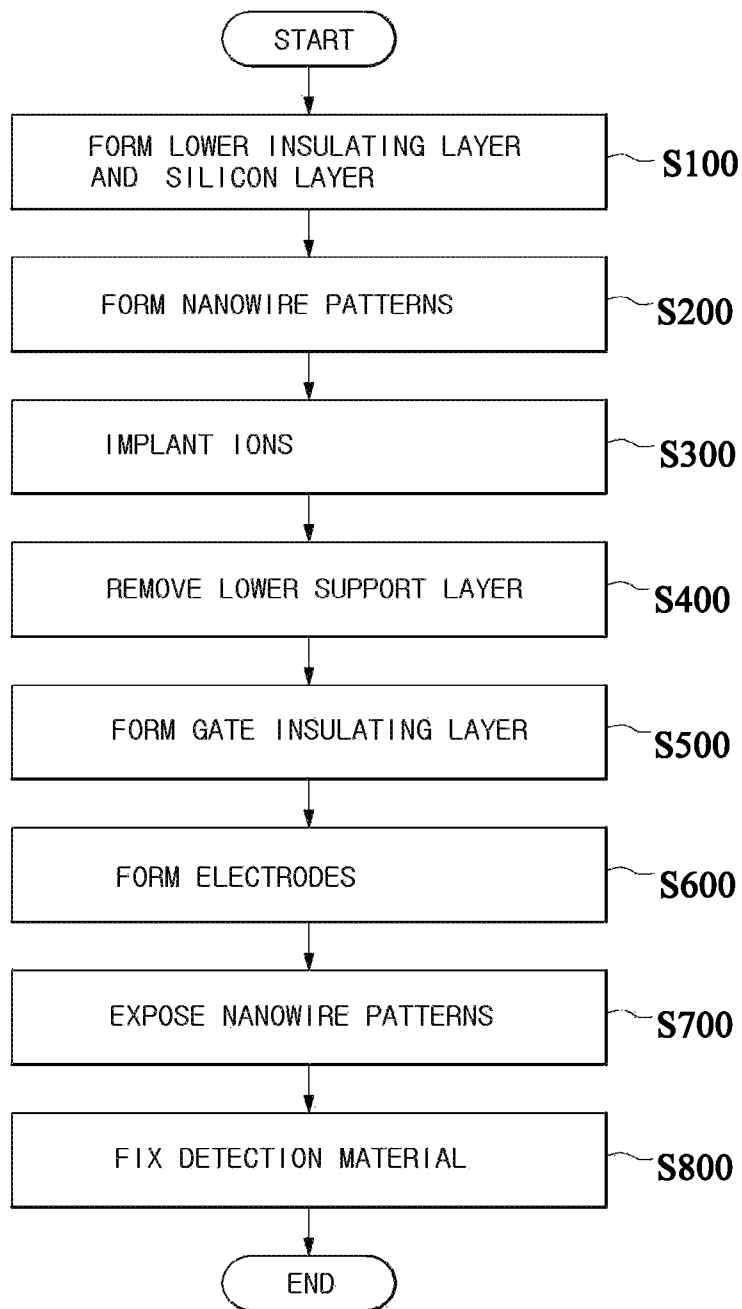 START
FORM LOWER INSULATING LAYER
AND SILICON LAYER
S100
FORM NANOWIRE PATTERNS
S200
IMPLANT IONS
S300
REMOVE LOWER SUPPORT LAYER
S400
FORM GATE INSULATING LAYER
S500
FORM ELECTRODES
S600
EXPOSE NANOWIRE PATTERNS
S700
FIX DETECTION MATERIAL
S800
END